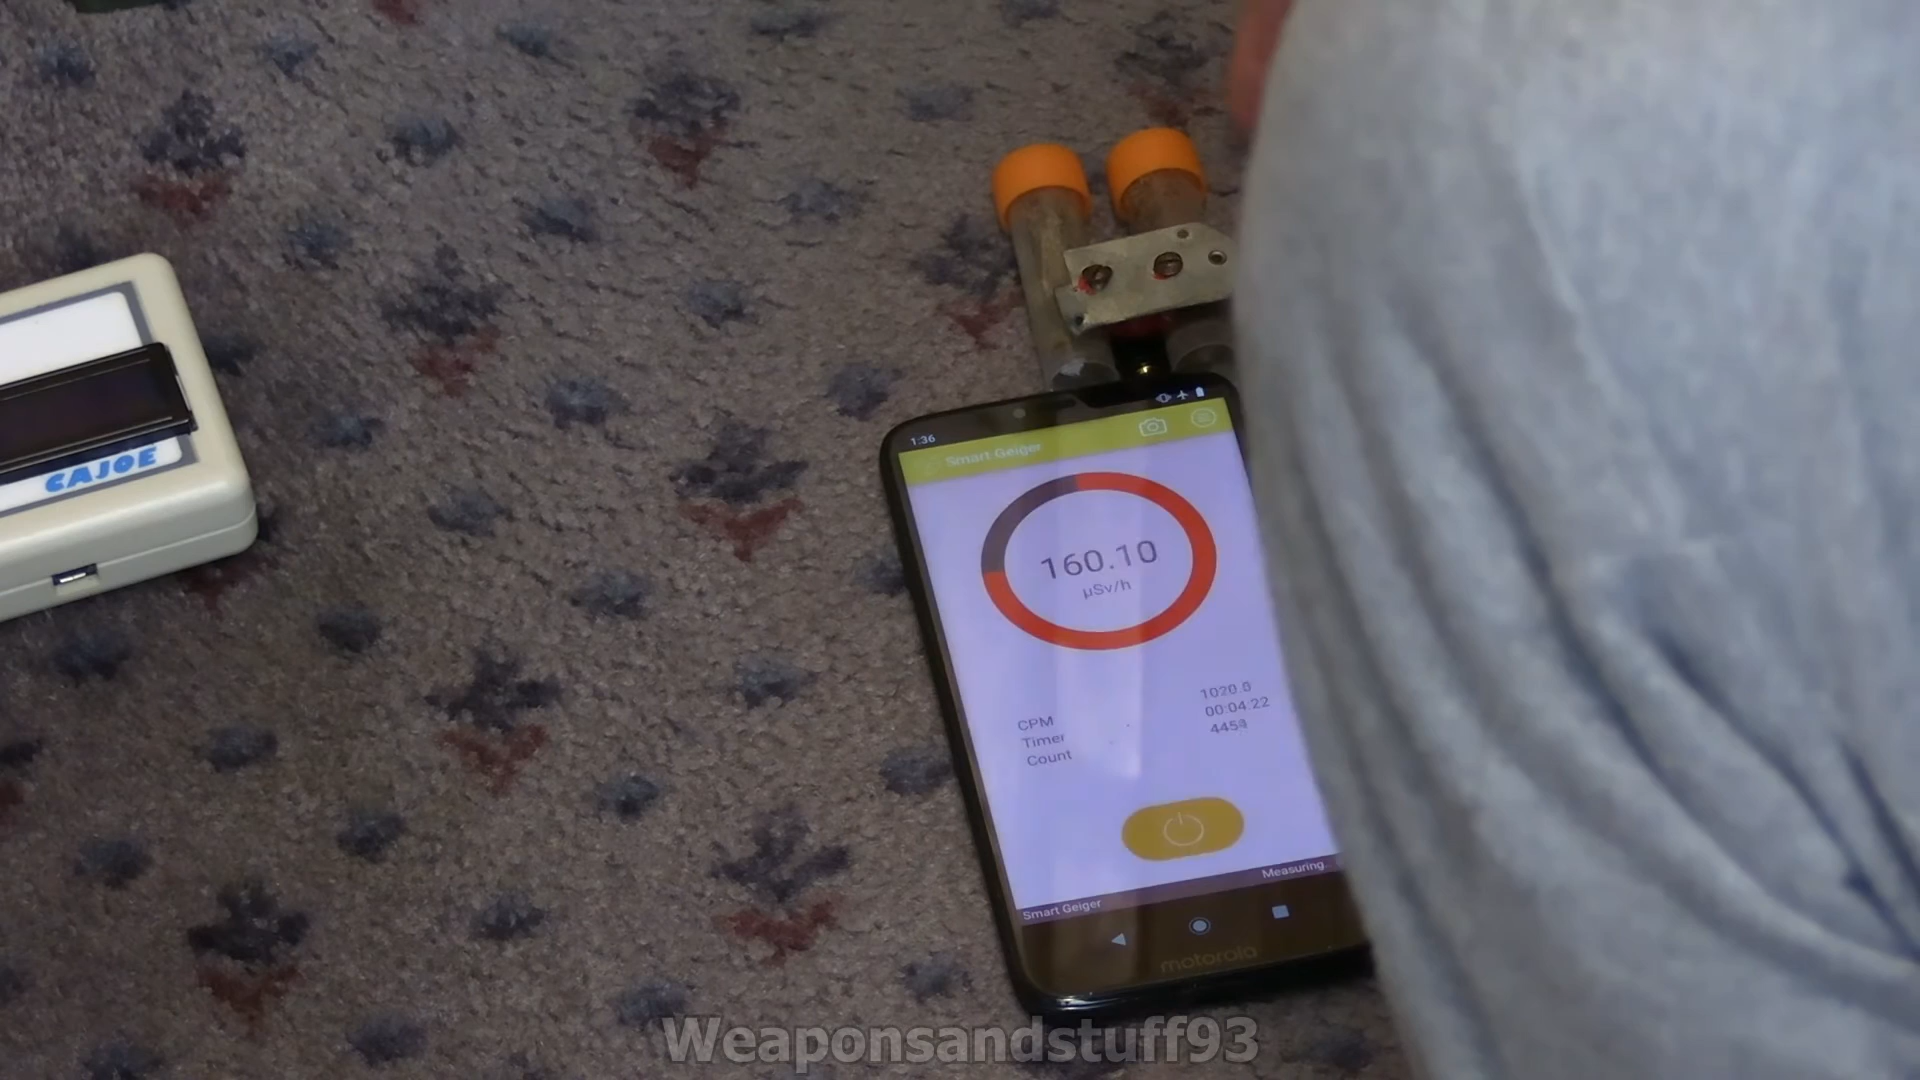 CAJOE
1:36
Smart Geiger
160.10
µSv/h
CPM 1020.0
Timer 00:04:22
Count
Measuring
Smart Geiger
motorola
Weaponsandstuff93